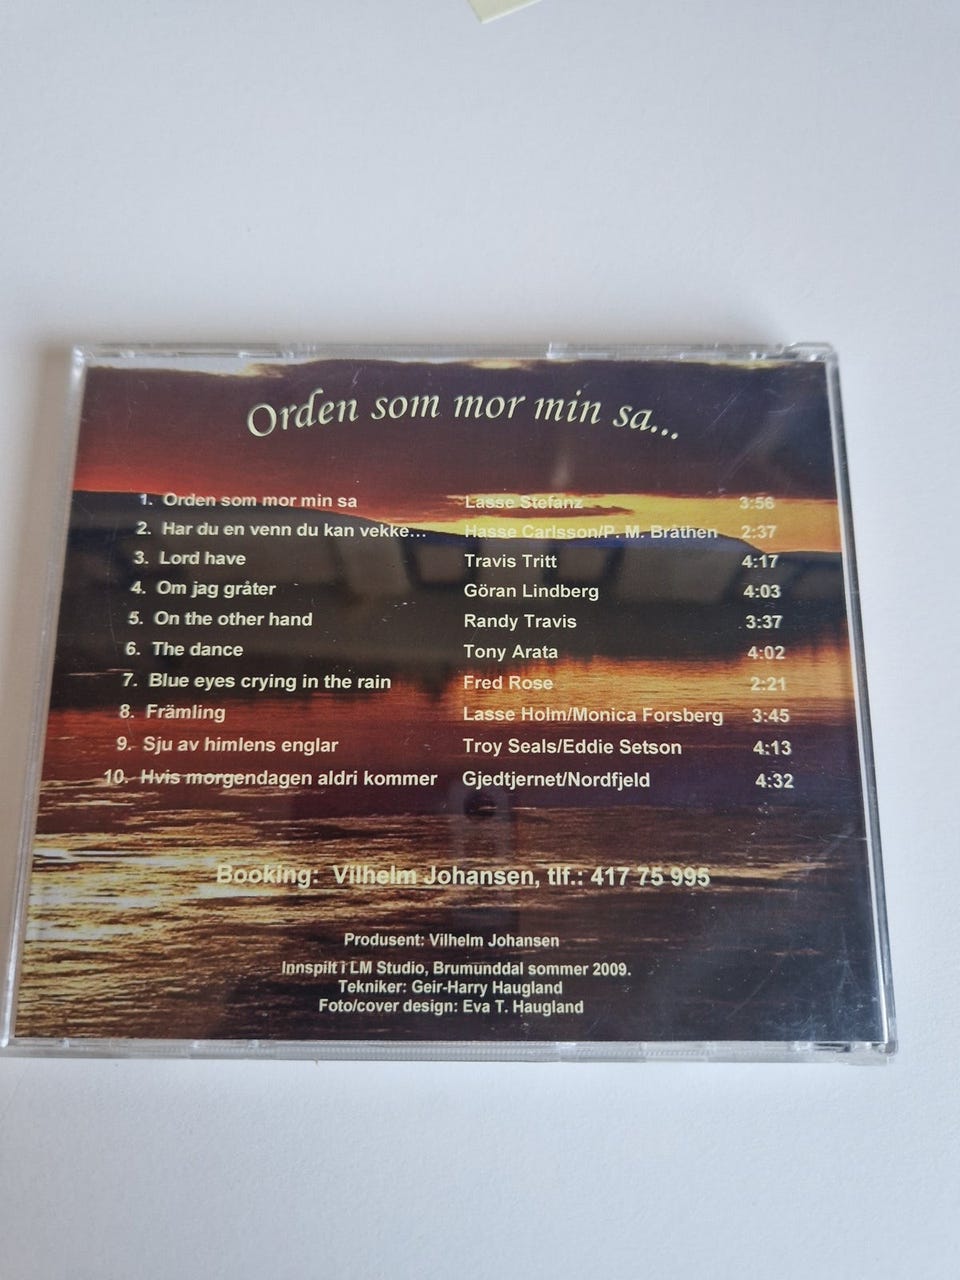 Orden som mor min sa...
1. Orden som mor min sa Lasse Stefanz 3:56
2. Har du en venn du kan vekke... Hasse Carlsson/P. M. Bråthen 2:37
3. Lord have Travis Tritt 4:17
4. Om jag gråter Göran Lindberg 4:03
5. On the other hand Randy Travis 3:37
6. The dance Tony Arata 4:02
7. Blue eyes crying in the rain Fred Rose 2:21
8. Främling Lasse Holm/Monica Forsberg 3:45
9. Sju av himlens englar Troy Seals/Eddie Setson 4:13
10. Hvis morgendagen aldri kommer Gjedtjernet/Nordfjeld 4:32
Booking: Vilhelm Johansen, tlf.: 417 75 995
Produsent: Vilhelm Johansen
Innspilt i LM Studio, Brumunddal sommer 2009.
Tekniker: Geir-Harry Haugland
Foto/cover design: Eva T. Haugland